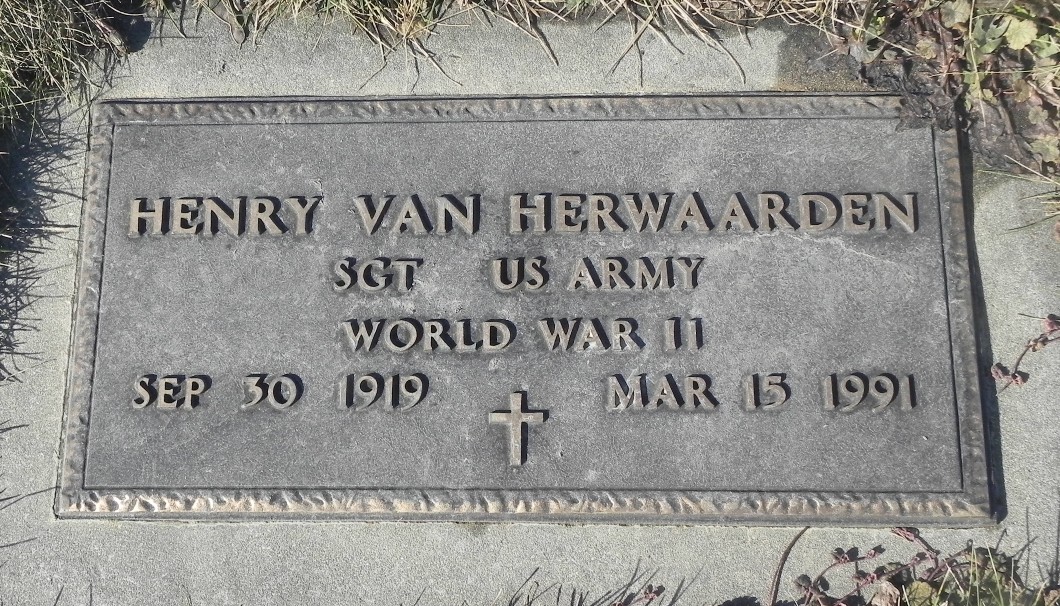 HENRY VAN HERWAARDEN
SGT US ARMY
WORLD WAR II
SEP 30 1919 MAR 15 1991